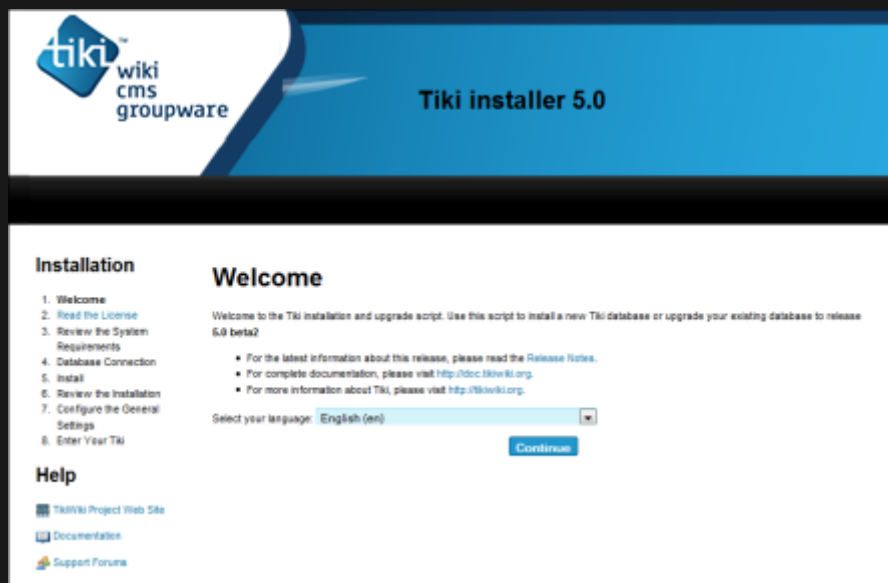 tiki™
wiki
cms
groupware
Tiki installer 5.0
Installation
1. Welcome
2. Read the License
3. Review the System
Requirements
4. Database Connection
5. Install
6. Review the Installation
7. Configure the General
Settings
8. Enter Your Tiki
Help
TikiWiki Project Web Site
Documentation
Support Forums
Welcome
Welcome to the Tiki installation and upgrade script. Use this script to install a new Tiki database or upgrade your existing database to release
5.0 beta2
• For the latest information about this release, please read the Release Notes.
• For complete documentation, please visit http://doc.tikiwiki.org.
• For more information about Tiki, please visit http://tikiwiki.org.
Select your language: English (en)
Continue